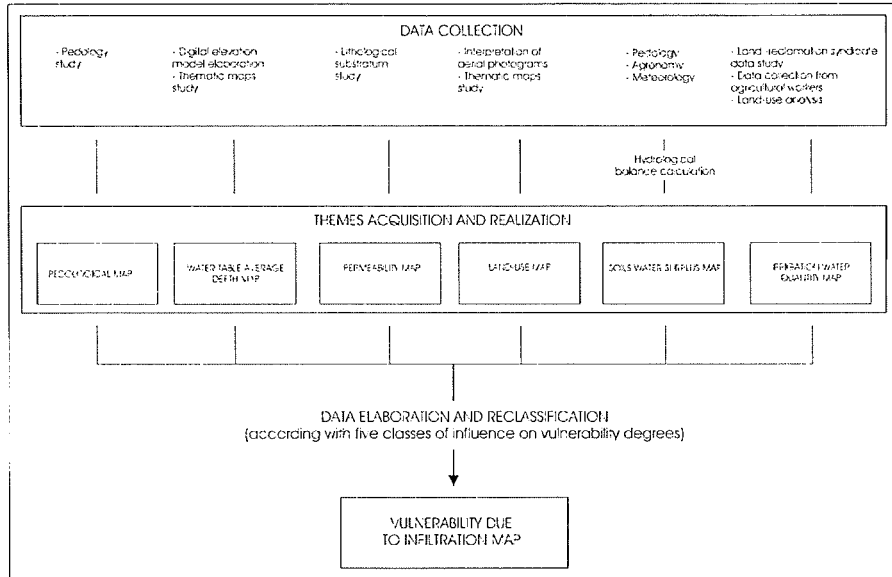 DATA COLLECTION
- Pedology
study
- Digital elevation
model elaboration
- Thematic maps
study
- Lithological
substratum
study
- Interpretation of
aerial photograms
- Thematic maps
study
- Pedology
- Agronomy
- Meteorology
- Land Reclamation syndicate
data study
- Data collection from
agricultural workers
- Land-use analysis
Hydrological
balance calculation
THEMES ACQUISITION AND REALIZATION
PEDOLOGICAL MAP
WATER TABLE AVERAGE
DEPTH MAP
PERMEABILITY MAP
LAND-USE MAP
SOILS WATER SURPLUS MAP
IRRIGATION WATER
QUANTITY MAP
DATA ELABORATION AND RECLASSIFICATION
(according with five classes of influence on vulnerability degrees)
VULNERABILITY DUE
TO INFILTRATION MAP